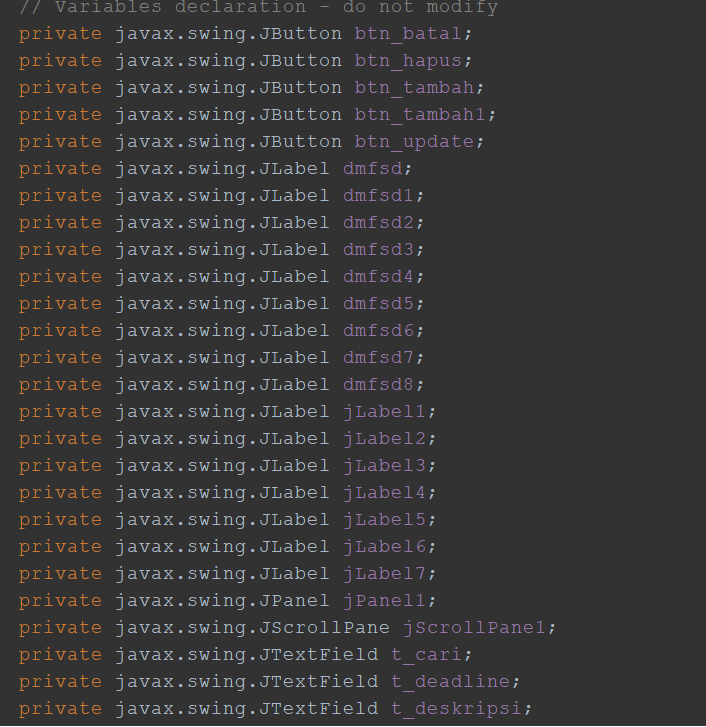 // Variables declaration - do not modify
private javax.swing.JButton btn_batal;
private javax.swing.JButton btn_hapus;
private javax.swing.JButton btn_tambah;
private javax.swing.JButton btn_tambah1;
private javax.swing.JButton btn_update;
private javax.swing.JLabel dmfsd;
private javax.swing.JLabel dmfsd1;
private javax.swing.JLabel dmfsd2;
private javax.swing.JLabel dmfsd3;
private javax.swing.JLabel dmfsd4;
private javax.swing.JLabel dmfsd5;
private javax.swing.JLabel dmfsd6;
private javax.swing.JLabel dmfsd7;
private javax.swing.JLabel dmfsd8;
private javax.swing.JLabel jLabel1;
private javax.swing.JLabel jLabel2;
private javax.swing.JLabel jLabel3;
private javax.swing.JLabel jLabel4;
private javax.swing.JLabel jLabel5;
private javax.swing.JLabel jLabel6;
private javax.swing.JLabel jLabel7;
private javax.swing.JPanel jPanel1;
private javax.swing.JScrollPane jScrollPane1;
private javax.swing.JTextField t_cari;
private javax.swing.JTextField t_deadline;
private javax.swing.JTextField t_deskripsi;